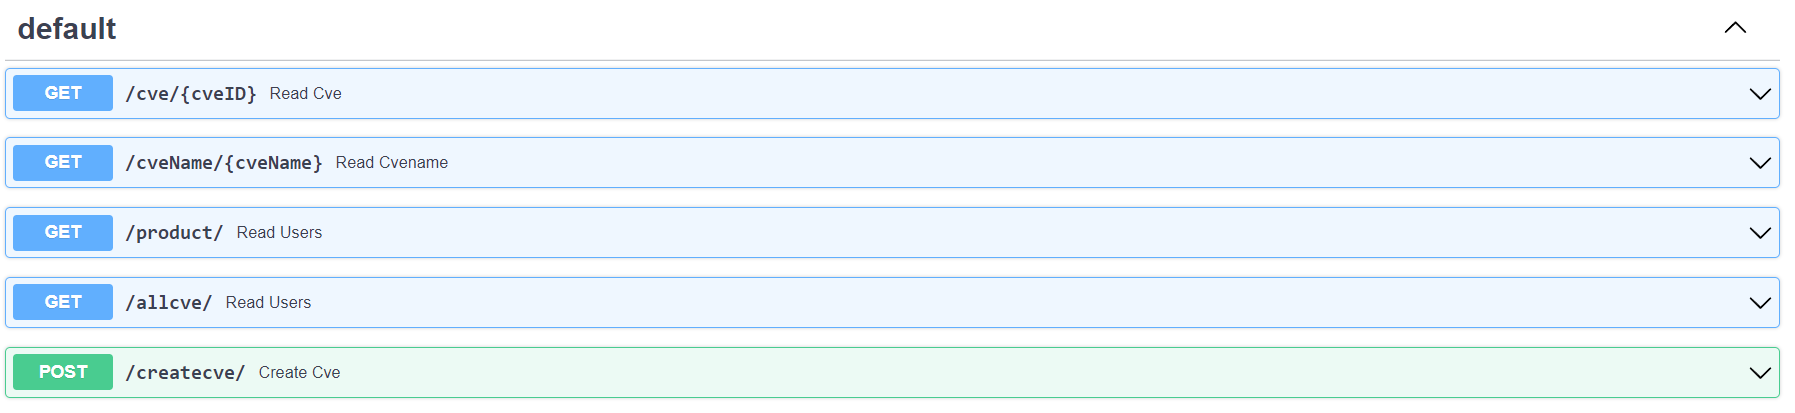 default
GET /cve/{cveID} Read Cve
GET /cveName/{cveName} Read Cvename
GET /product/ Read Users
GET /allcve/ Read Users
POST /createcve/ Create Cve